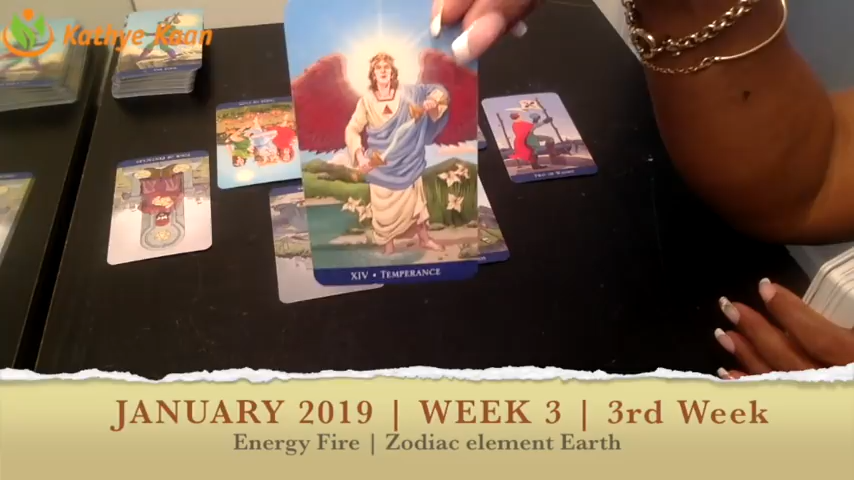 Kathye Kaan
XIV • TEMPERANCE
JANUARY 2019 | WEEK 3 | 3rd Week
Energy Fire | Zodiac element Earth